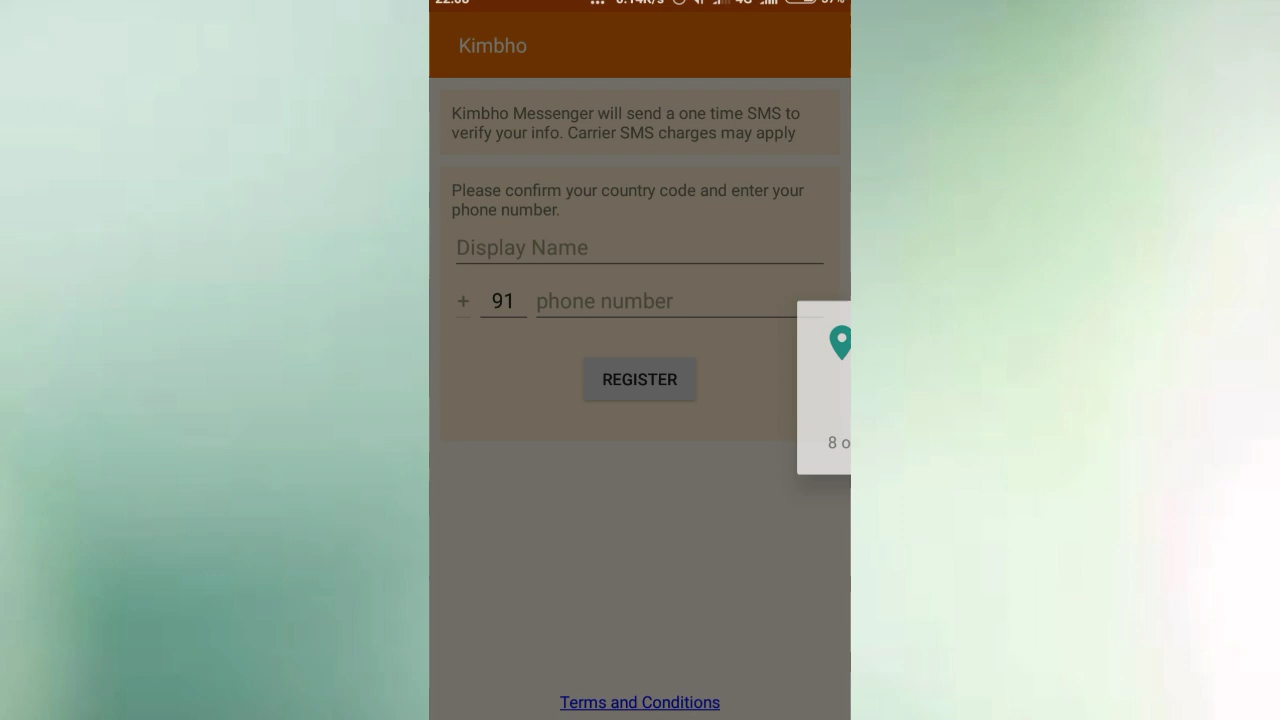 Kimbho
Kimbho Messenger will send a one time SMS to
verify your info. Carrier SMS charges may apply
Please confirm your country code and enter your
phone number.
Display Name
+ 91 phone number
REGISTER
8 o
Terms and Conditions